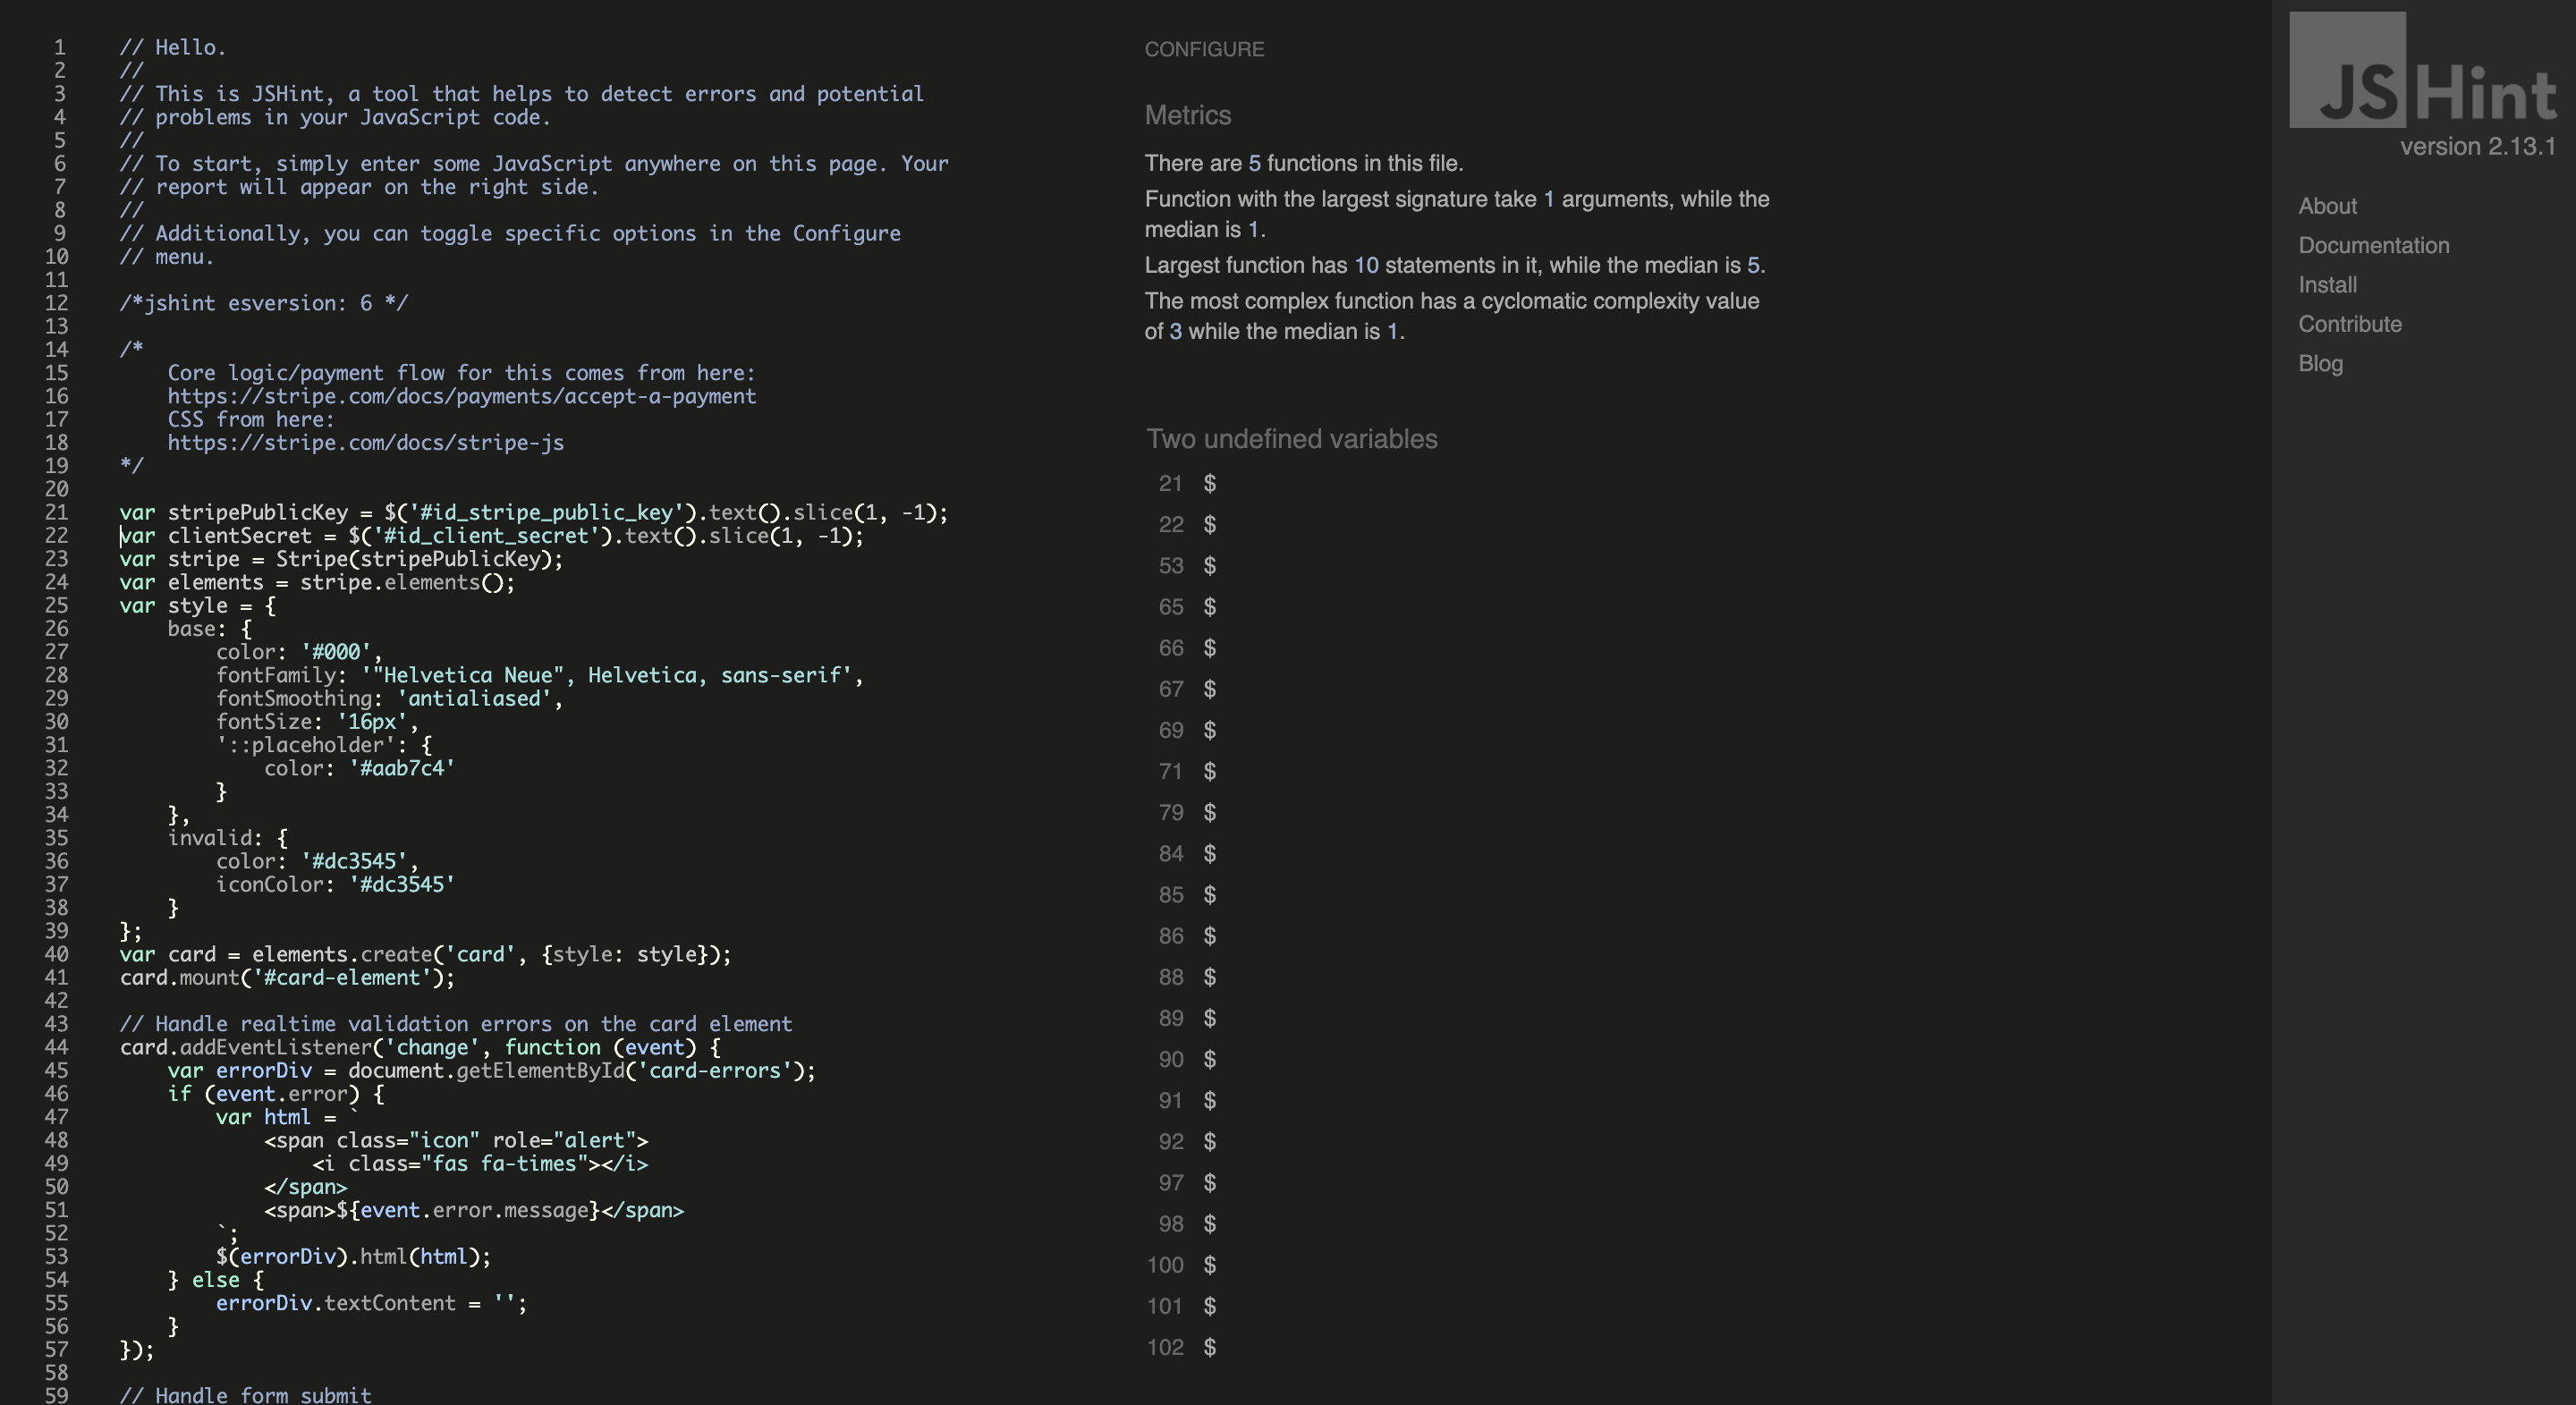 1 // Hello.
2 //
3 // This is JSHint, a tool that helps to detect errors and potential
4 // problems in your JavaScript code.
5 //
6 // To start, simply enter some JavaScript anywhere on this page. Your
7 // report will appear on the right side.
8 //
9 // Additionally, you can toggle specific options in the Configure
10 // menu.
11
12 /*jshint esversion: 6 */
13
14 /*
15     Core logic/payment flow for this comes from here:
16     https://stripe.com/docs/payments/accept-a-payment
17     CSS from here:
18     https://stripe.com/docs/stripe-js
19 */
20
21 var stripePublicKey = $('#id_stripe_public_key').text().slice(1, -1);
22 var clientSecret = $('#id_client_secret').text().slice(1, -1);
23 var stripe = Stripe(stripePublicKey);
24 var elements = stripe.elements();
25 var style = {
26     base: {
27         color: '#000',
28         fontFamily: '"Helvetica Neue", Helvetica, sans-serif',
29         fontSmoothing: 'antialiased',
30         fontSize: '16px',
31         '::placeholder': {
32             color: '#aab7c4'
33         }
34     },
35     invalid: {
36         color: '#dc3545',
37         iconColor: '#dc3545'
38     }
39 };
40 var card = elements.create('card', {style: style});
41 card.mount('#card-element');
42
43 // Handle realtime validation errors on the card element
44 card.addEventListener('change', function (event) {
45     var errorDiv = document.getElementById('card-errors');
46     if (event.error) {
47         var html = `
48             <span class="icon" role="alert">
49                 <i class="fas fa-times"></i>
50             </span>
51             <span>${event.error.message}</span>
52         `;
53         $(errorDiv).html(html);
54     } else {
55         errorDiv.textContent = '';
56     }
57 });
58
59 // Handle form submit
CONFIGURE
Metrics
There are 5 functions in this file.
Function with the largest signature take 1 arguments, while the
median is 1.
Largest function has 10 statements in it, while the median is 5.
The most complex function has a cyclomatic complexity value
of 3 while the median is 1.
Two undefined variables
21 $
22 $
53 $
65 $
66 $
67 $
69 $
71 $
79 $
84 $
85 $
86 $
88 $
89 $
90 $
91 $
92 $
97 $
98 $
100 $
101 $
102 $
JSHint
version 2.13.1
About
Documentation
Install
Contribute
Blog